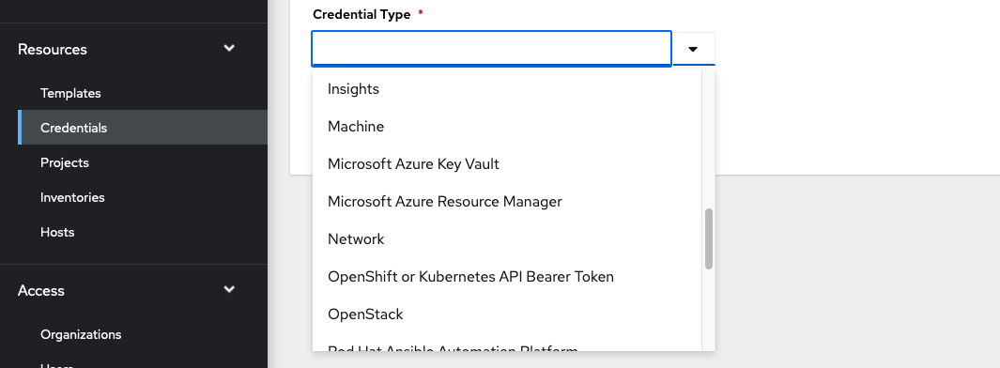 Resources
Templates
Credentials
Projects
Inventories
Hosts
Access
Organizations
Users
Credential Type *
Insights
Machine
Microsoft Azure Key Vault
Microsoft Azure Resource Manager
Network
OpenShift or Kubernetes API Bearer Token
OpenStack
Red Hat Ansible Automation Platform